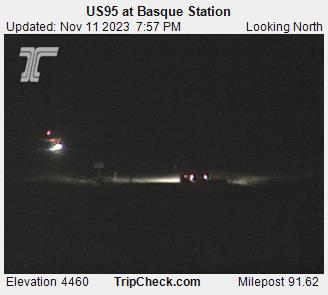 US95 at Basque Station
Updated: Nov 11 2023 7:57 PM Looking North
Elevation 4460 TripCheck.com Milepost 91.62